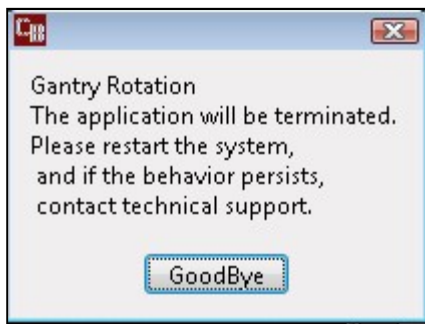 Gantry Rotation
The application will be terminated.
Please restart the system,
and if the behavior persists,
contact technical support.
GoodBye